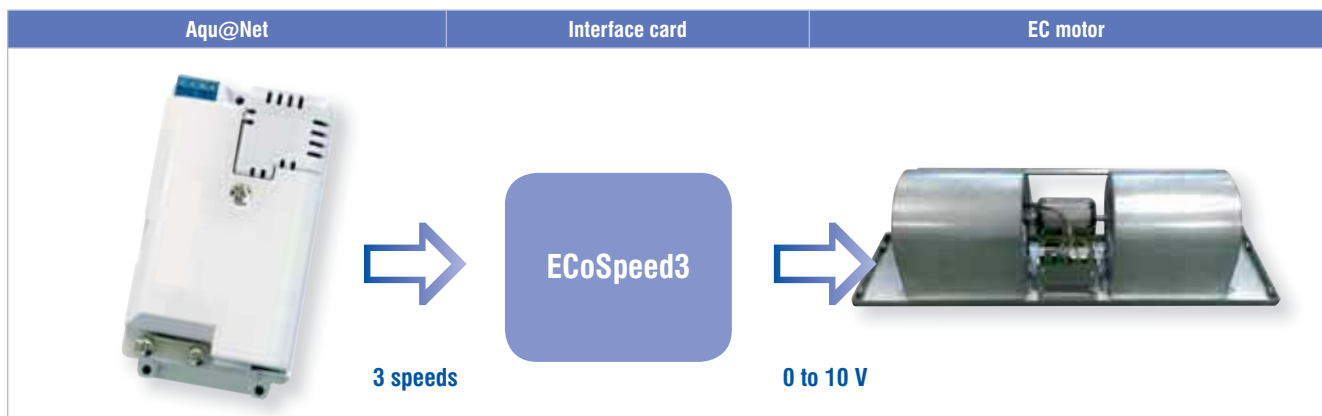 Aqu@Net
Interface card
EC motor
ECoSpeed3
3 speeds
0 to 10 V